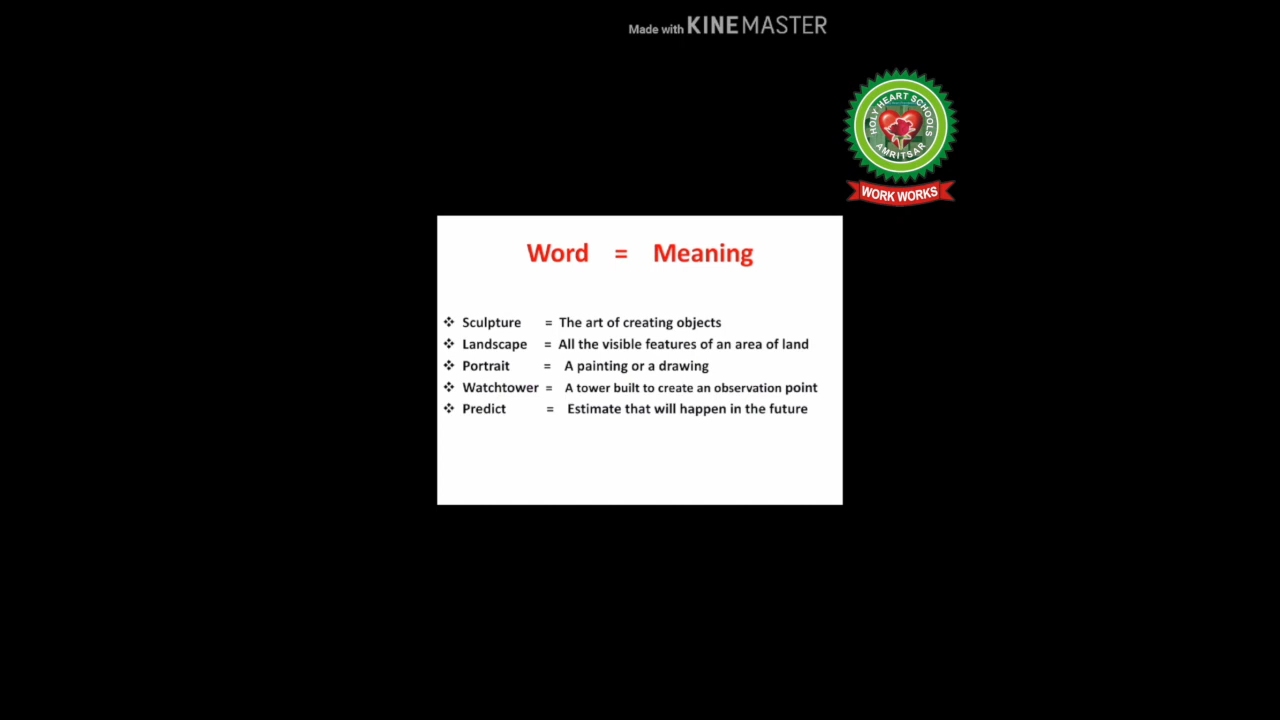 Made with KINEMASTER
HOLY HEART SCHOOLS
AMRITSAR
WORK WORKS
Word = Meaning
❖ Sculpture = The art of creating objects
❖ Landscape = All the visible features of an area of land
❖ Portrait = A painting or a drawing
❖ Watchtower = A tower built to create an observation point
❖ Predict = Estimate that will happen in the future